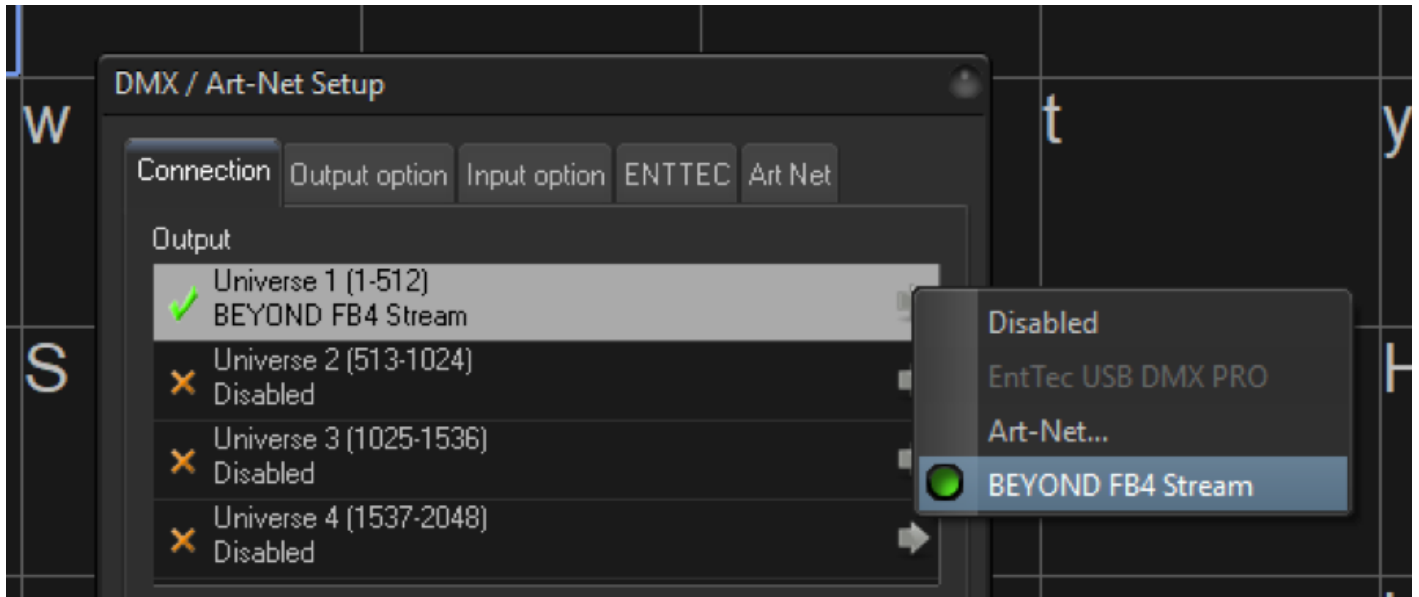 DMX / Art-Net Setup
w
t
y
Connection Output option Input option ENTTEC Art Net
Output
Universe 1 (1-512)
BEYOND FB4 Stream
Disabled
EntTec USB DMX PRO
Art-Net...
BEYOND FB4 Stream
Universe 2 (513-1024)
Disabled
Universe 3 (1025-1536)
Disabled
Universe 4 (1537-2048)
Disabled
S
H